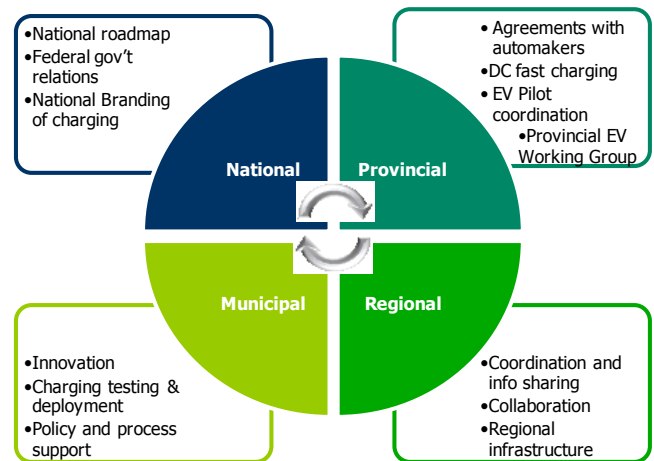 •National roadmap
•Federal gov't
relations
•National Branding
of charging
• Agreements with
automakers
•DC fast charging
• EV Pilot
coordination
•Provincial EV
Working Group
National
Provincial
Municipal
Regional
•Innovation
•Charging testing &
deployment
•Policy and process
support
•Coordination and
info sharing
•Collaboration
•Regional
infrastructure